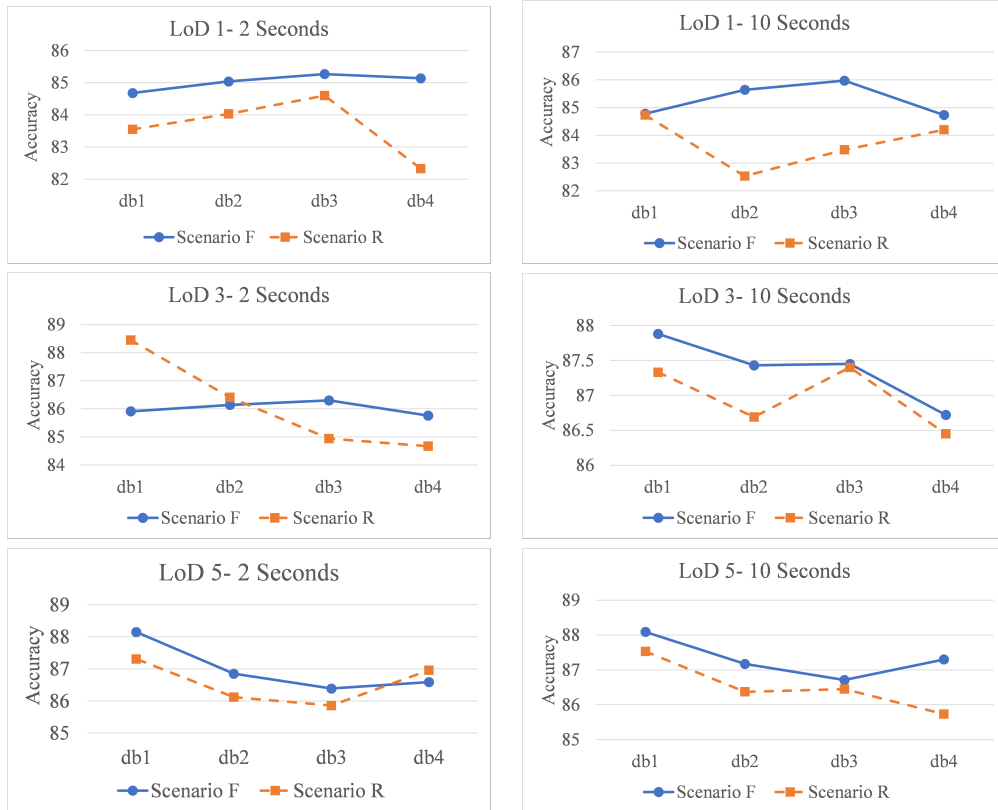 LoD 1- 2 Seconds
Accuracy
86
85
84
83
82
db1 db2 db3 db4
Scenario F Scenario R
LoD 1- 10 Seconds
Accuracy
87
86
85
84
83
82
db1 db2 db3 db4
Scenario F Scenario R
LoD 3- 2 Seconds
Accuracy
89
88
87
86
85
84
db1 db2 db3 db4
Scenario F Scenario R
LoD 3- 10 Seconds
Accuracy
88
87.5
87
86.5
86
db1 db2 db3 db4
Scenario F Scenario R
LoD 5- 2 Seconds
Accuracy
89
88
87
86
85
db1 db2 db3 db4
Scenario F Scenario R
LoD 5- 10 Seconds
Accuracy
89
88
87
86
85
db1 db2 db3 db4
Scenario F Scenario R